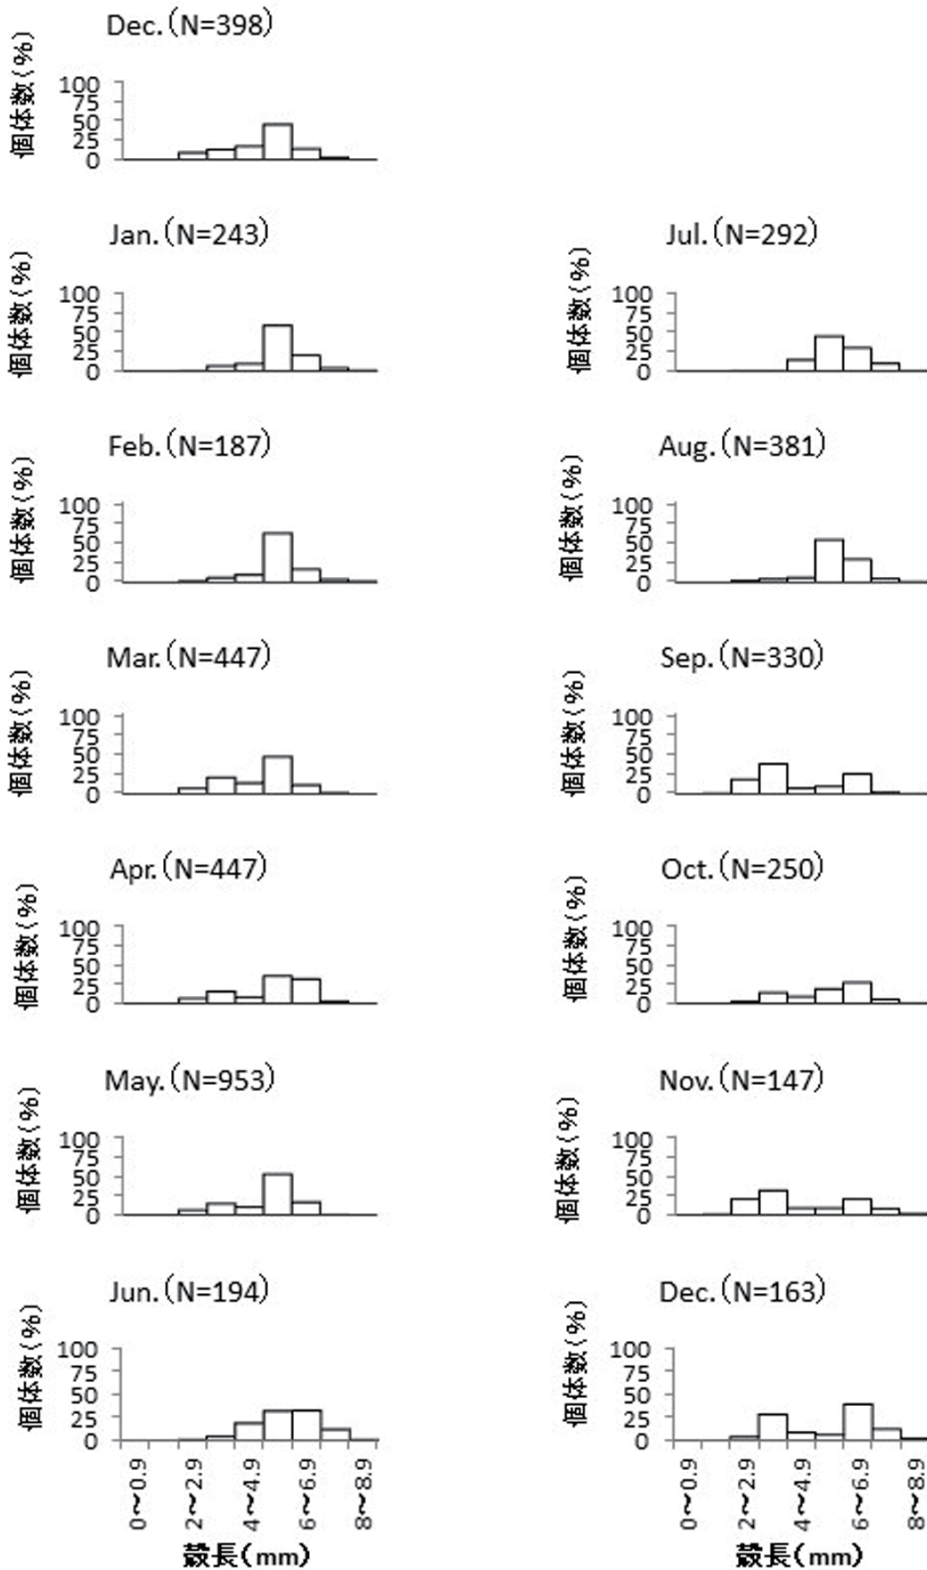 Dec.(N=398)
個体数(%)
100
75
50
25
0
Jan.(N=243)
個体数(%)
100
75
50
25
0
Feb.(N=187)
個体数(%)
100
75
50
25
0
Mar.(N=447)
個体数(%)
100
75
50
25
0
Apr.(N=447)
個体数(%)
100
75
50
25
0
May.(N=953)
個体数(%)
100
75
50
25
0
Jun.(N=194)
個体数(%)
100
75
50
25
0
0〜0.9
2〜2.9
4〜4.9
6〜6.9
8〜8.9
殻長(mm)
Jul.(N=292)
個体数(%)
100
75
50
25
0
Aug.(N=381)
個体数(%)
100
75
50
25
0
Sep.(N=330)
個体数(%)
100
75
50
25
0
Oct.(N=250)
個体数(%)
100
75
50
25
0
Nov.(N=147)
個体数(%)
100
75
50
25
0
Dec.(N=163)
個体数(%)
100
75
50
25
0
0〜0.9
2〜2.9
4〜4.9
6〜6.9
8〜8.9
殻長(mm)